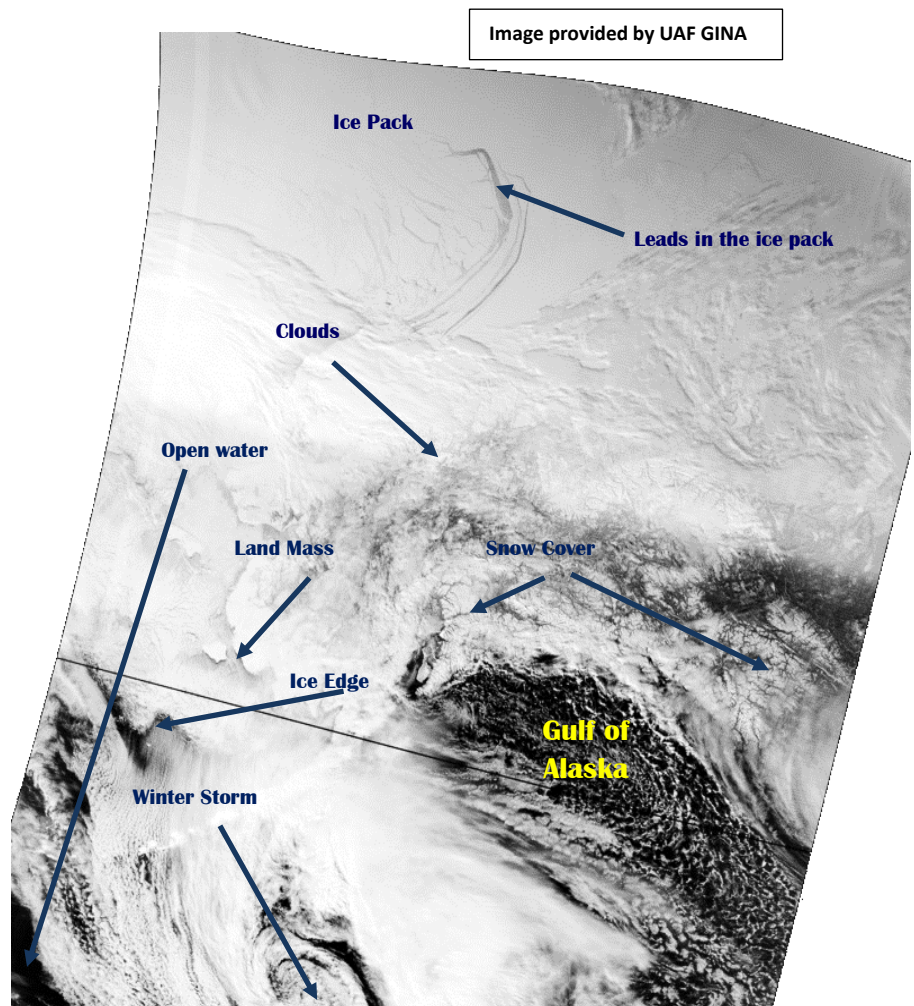 Image provided by UAF GINA
Ice Pack
Leads in the ice pack
Clouds
Open water
Land Mass
Snow Cover
Ice Edge
Gulf of
Alaska
Winter Storm